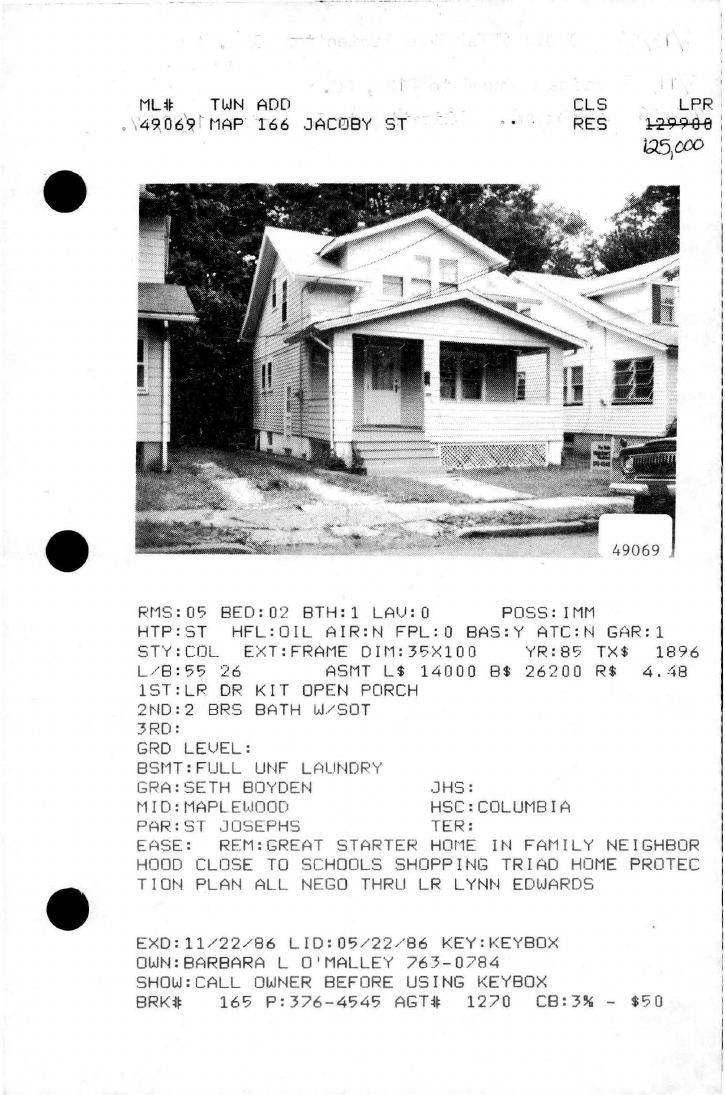 ML# TWN ADD CLS LPR
49069 MAP 166 JACOBY ST RES 129900
125,000
49069
RMS:05 BED:02 BTH:1 LAV:0 POSS:IMM
HTP:ST HFL:OIL AIR:N FPL:0 BAS:Y ATC:N GAR:1
STY:COL EXT:FRAME DIM:35X100 YR:85 TX$ 1896
L/B:55 26 ASMT L$ 14000 B$ 26200 R$ 4.48
1ST:LR DR KIT OPEN PORCH
2ND:2 BRS BATH W/SOT
3RD:
GRD LEVEL:
BSMT:FULL UNF LAUNDRY
GRA:SETH BOYDEN JHS:
MID:MAPLEWOOD HSC:COLUMBIA
PAR:ST JOSEPHS TER:
EASE: REM:GREAT STARTER HOME IN FAMILY NEIGHBOR
HOOD CLOSE TO SCHOOLS SHOPPING TRIAD HOME PROTEC
TION PLAN ALL NEGO THRU LR LYNN EDWARDS
EXD:11/22/86 LID:05/22/86 KEY:KEYBOX
OWN:BARBARA L O'MALLEY 763-0784
SHOW:CALL OWNER BEFORE USING KEYBOX
BRK# 165 P:376-4545 AGT# 1270 CB:3% - $50